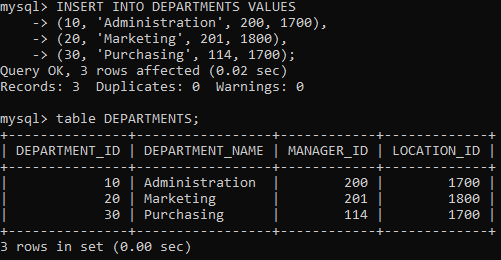 mysql> INSERT INTO DEPARTMENTS VALUES
    -> (10, 'Administration', 200, 1700),
    -> (20, 'Marketing', 201, 1800),
    -> (30, 'Purchasing', 114, 1700);
Query OK, 3 rows affected (0.02 sec)
Records: 3  Duplicates: 0  Warnings: 0

mysql> table DEPARTMENTS;
+---------------+-----------------+------------+-------------+
| DEPARTMENT_ID | DEPARTMENT_NAME | MANAGER_ID | LOCATION_ID |
+---------------+-----------------+------------+-------------+
|            10 | Administration  |        200 |        1700 |
|            20 | Marketing       |        201 |        1800 |
|            30 | Purchasing      |        114 |        1700 |
+---------------+-----------------+------------+-------------+
3 rows in set (0.00 sec)